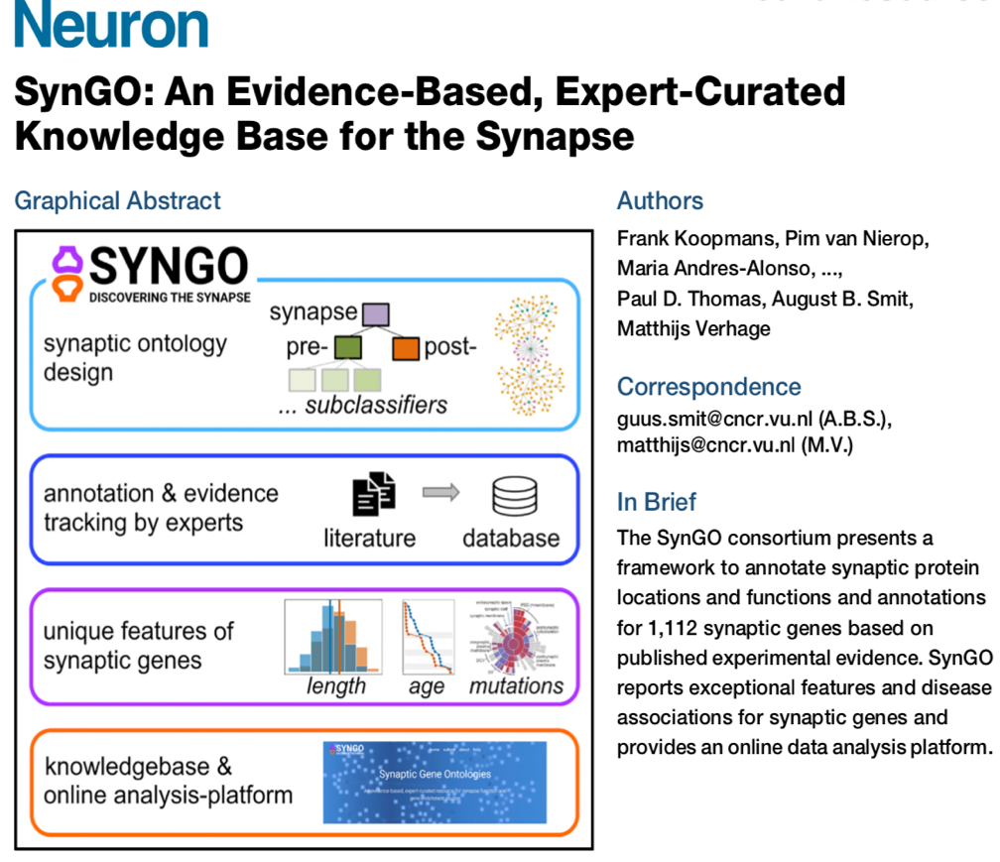 Neuron
SynGO: An Evidence-Based, Expert-Curated
Knowledge Base for the Synapse
Graphical Abstract
SYNGO
DISCOVERING THE SYNAPSE
synaptic ontology
design
synapse
pre-
post-
... subclassifiers
annotation & evidence
tracking by experts
literature
database
unique features of
synaptic genes
length
age
mutations
knowledgebase &
online analysis-platform
SYNGO
Synaptic Gene Ontologies
Authors
Frank Koopmans, Pim van Nierop,
Maria Andres-Alonso, ...,
Paul D. Thomas, August B. Smit,
Matthijs Verhage
Correspondence
guus.smit@cncr.vu.nl (A.B.S.),
matthijs@cncr.vu.nl (M.V.)
In Brief
The SynGO consortium presents a
framework to annotate synaptic protein
locations and functions and annotations
for 1,112 synaptic genes based on
published experimental evidence. SynGO
reports exceptional features and disease
associations for synaptic genes and
provides an online data analysis platform.